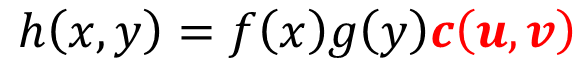 h(x, y) = f(x)g(y)c(u, v)